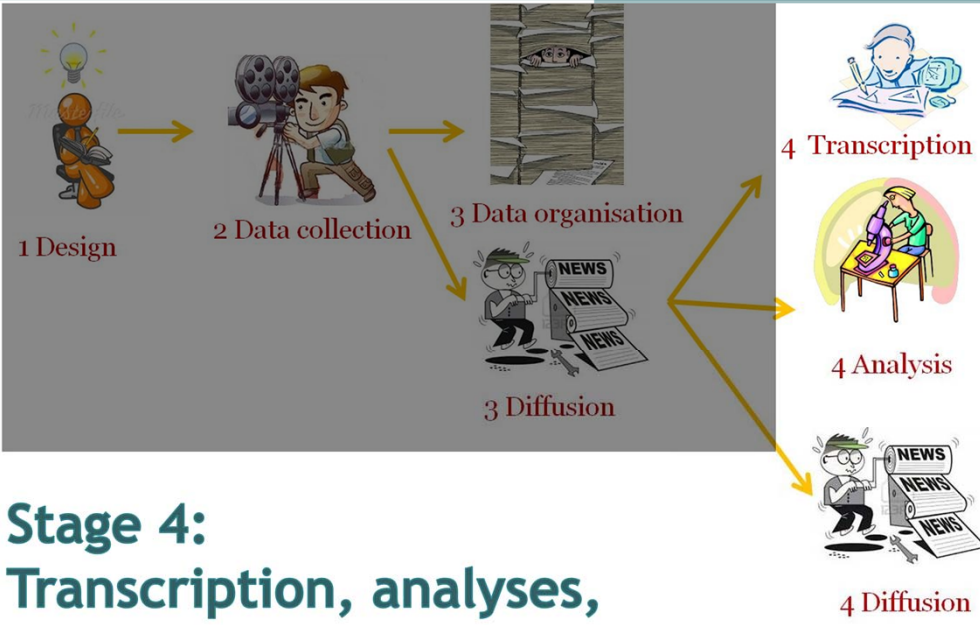 1 Design
2 Data collection
3 Data organisation
NEWS
NEWS
NEWS
3 Diffusion
4 Transcription
4 Analysis
NEWS
NEWS
NEWS
4 Diffusion
Stage 4:
Transcription, analyses,